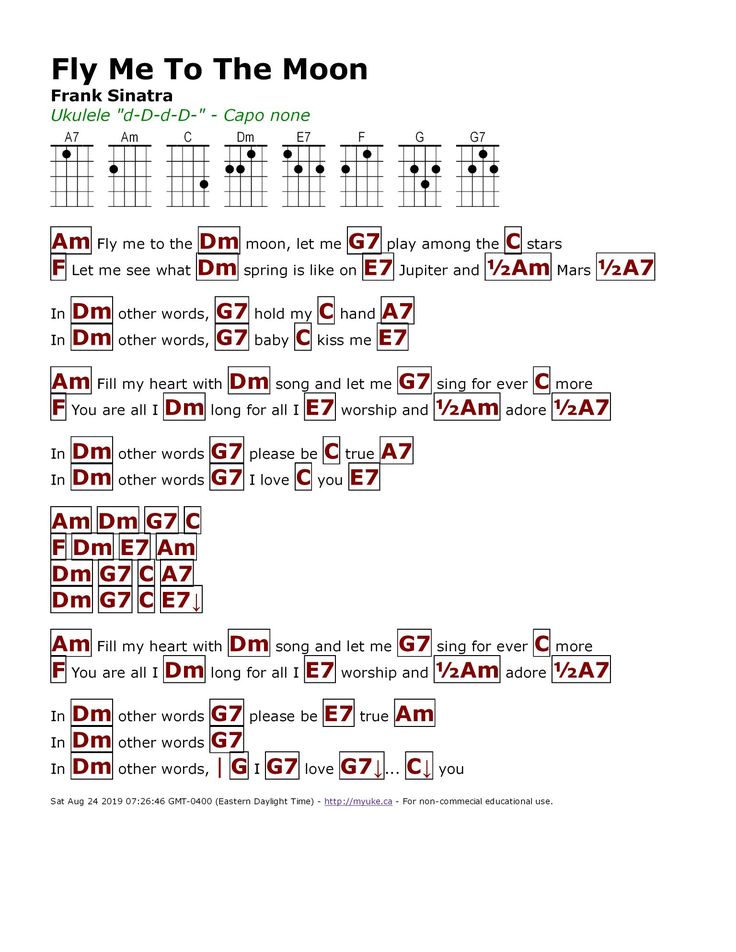 Fly Me To The Moon
Frank Sinatra
Ukulele "d-D-d-D-" - Capo none
A7 Am C Dm E7 F G G7
Am Fly me to the Dm moon, let me G7 play among the C stars
F Let me see what Dm spring is like on E7 Jupiter and ½Am Mars ½A7
In Dm other words, G7 hold my C hand A7
In Dm other words, G7 baby C kiss me E7
Am Fill my heart with Dm song and let me G7 sing for ever C more
F You are all I Dm long for all I E7 worship and ½Am adore ½A7
In Dm other words G7 please be C true A7
In Dm other words G7 I love C you E7
Am Dm G7 C
F Dm E7 Am
Dm G7 C A7
Dm G7 C E7↓
Am Fill my heart with Dm song and let me G7 sing for ever C more
F You are all I Dm long for all I E7 worship and ½Am adore ½A7
In Dm other words G7 please be E7 true Am
In Dm other words G7
In Dm other words, | G I G7 love G7↓... C↓ you
Sat Aug 24 2019 07:26:46 GMT-0400 (Eastern Daylight Time) - http://myuke.ca - For non-commecial educational use.